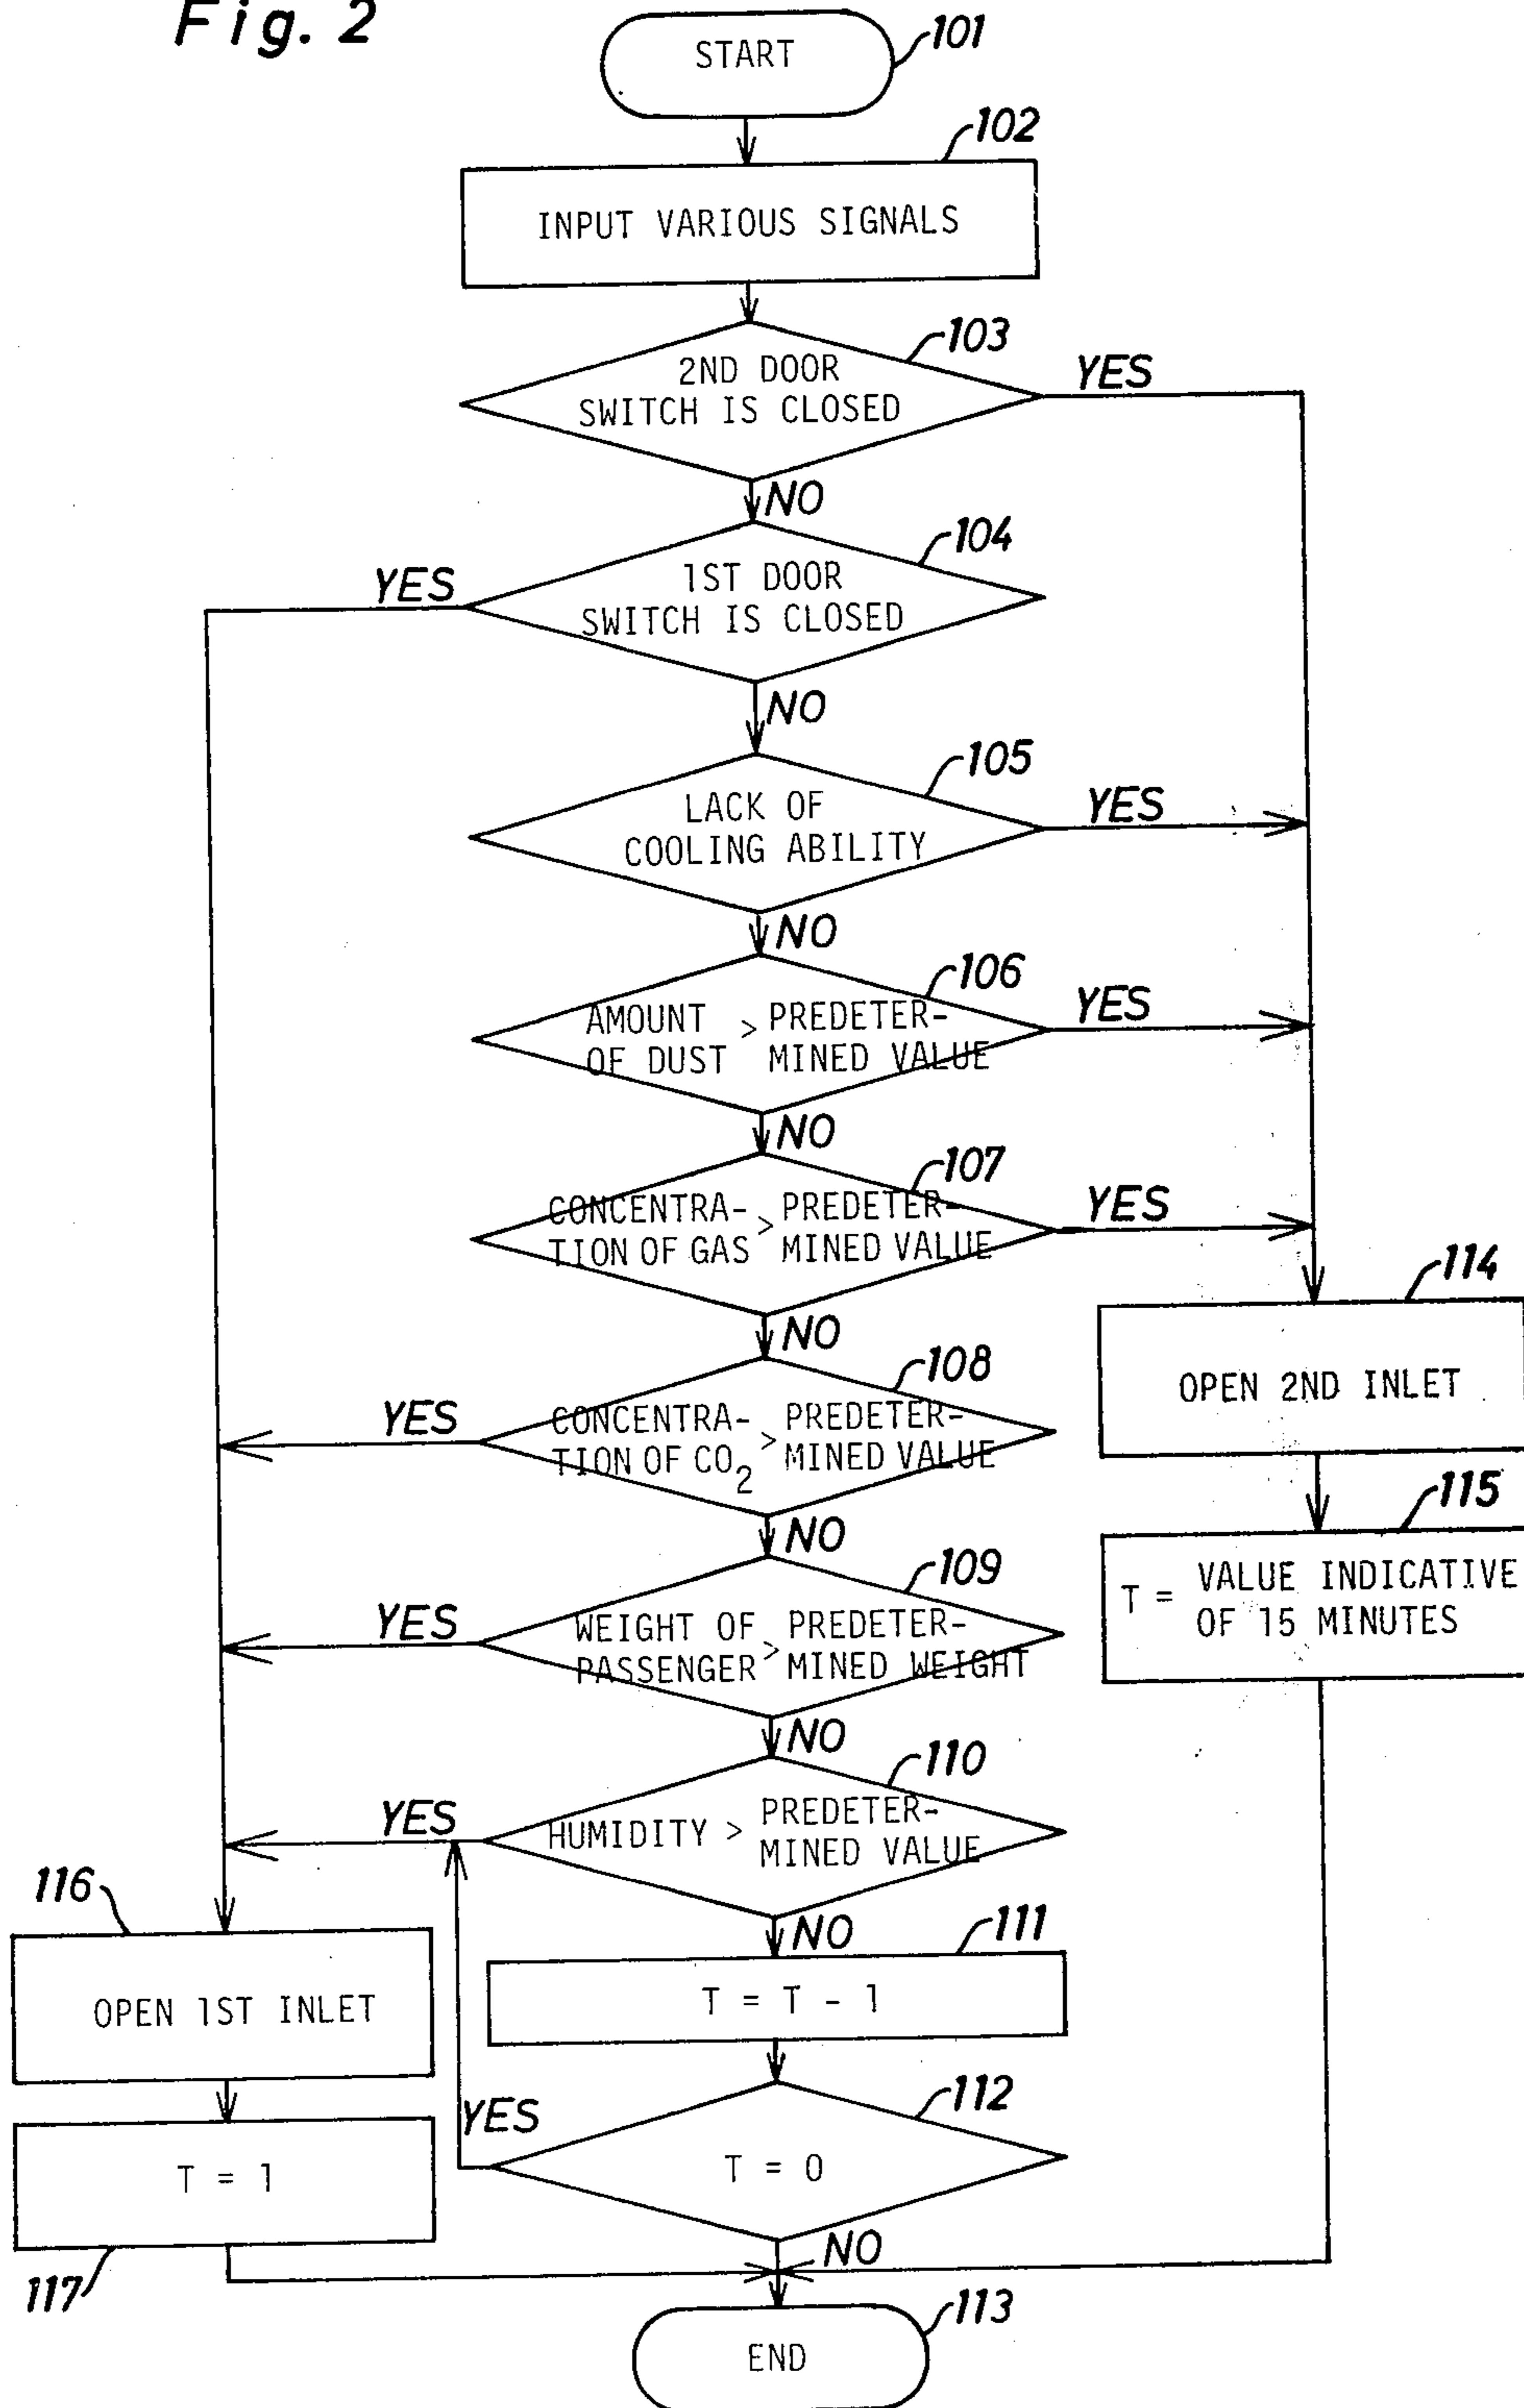 Fig. 2
START
101
102
INPUT VARIOUS SIGNALS
103
2ND DOOR
SWITCH IS CLOSED
YES
NO
104
1ST DOOR
SWITCH IS CLOSED
YES
NO
105
LACK OF
COOLING ABILITY
YES
NO
106
AMOUNT > PREDETER-
OF DUST MINED VALUE
YES
NO
107
CONCENTRA- > PREDETER-
TION OF GAS MINED VALUE
YES
NO
114
OPEN 2ND INLET
108
CONCENTRA- > PREDETER-
TION OF CO2 MINED VALUE
YES
NO
115
T = VALUE INDICATIVE
OF 15 MINUTES
109
WEIGHT OF > PREDETER-
PASSENGER MINED WEIGHT
YES
NO
110
HUMIDITY > PREDETER-
MINED VALUE
YES
NO
116
OPEN 1ST INLET
111
T = T - 1
112
T = 0
YES
NO
T = 1
117
113
END